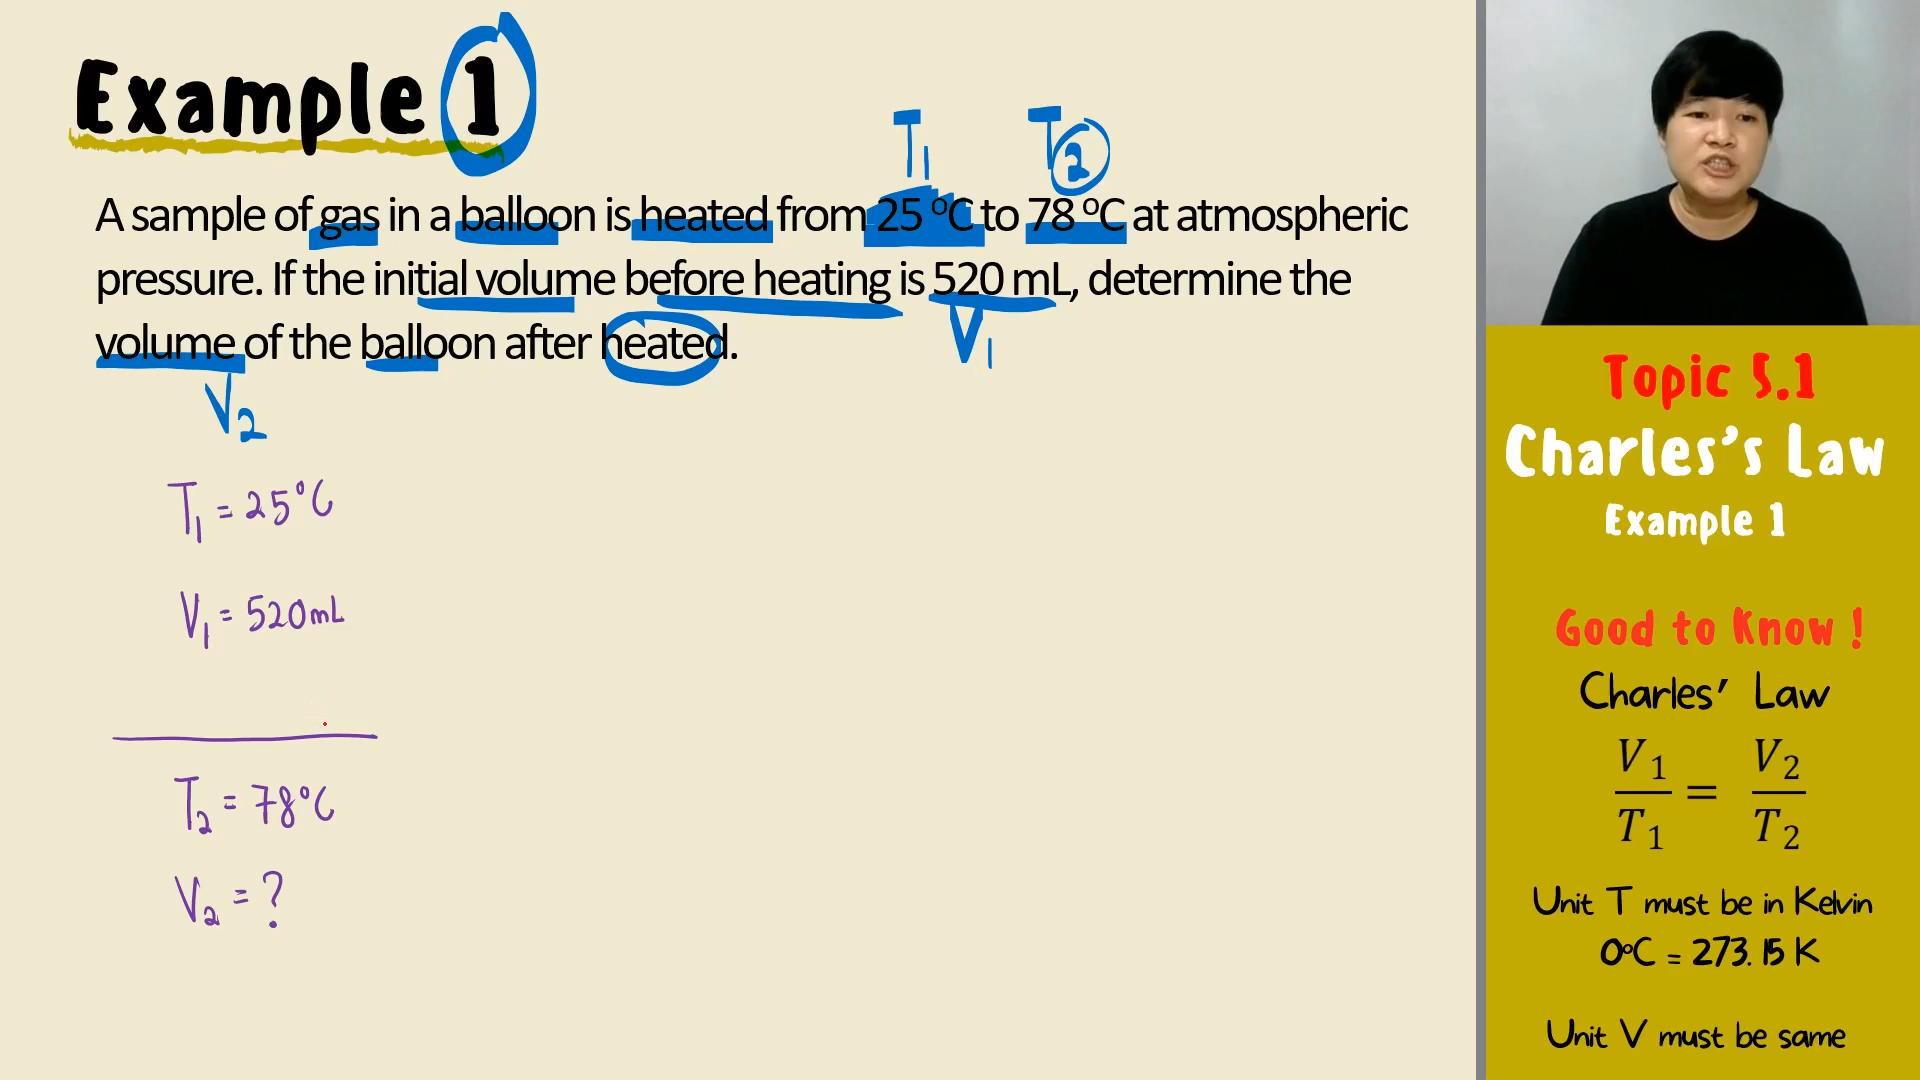 Example 1
T₁ T₂
A sample of gas in a balloon is heated from 25 ºC to 78 ºC at atmospheric
pressure. If the initial volume before heating is 520 mL, determine the
V₁
volume of the balloon after heated.
V₂
T₁ = 25°C
V₁ = 520mL
T₂ = 78°C
V₂ = ?
Topic 5.1
Charles's Law
Example 1
Good to Know !
Charles' Law
V₁/T₁ = V₂/T₂
Unit T must be in Kelvin
0°C = 273.15 K
Unit V must be same